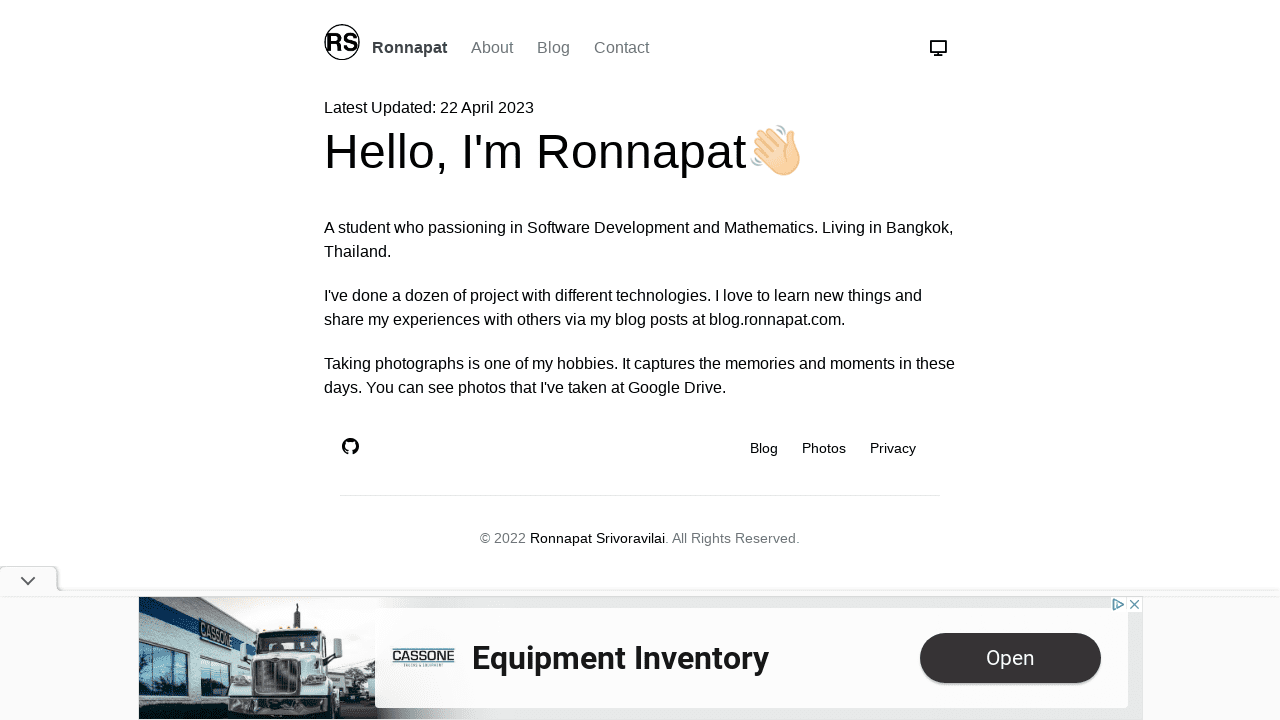 RS Ronnapat About Blog Contact
Latest Updated: 22 April 2023
Hello, I'm Ronnapat👋🏻
A student who passioning in Software Development and Mathematics. Living in Bangkok,
Thailand.
I've done a dozen of project with different technologies. I love to learn new things and
share my experiences with others via my blog posts at blog.ronnapat.com.
Taking photographs is one of my hobbies. It captures the memories and moments in these
days. You can see photos that I've taken at Google Drive.
Blog Photos Privacy
© 2022 Ronnapat Srivoravilai. All Rights Reserved.
CASSONE
CASSONE
TRUCKS & EQUIPMENT
Equipment Inventory
Open